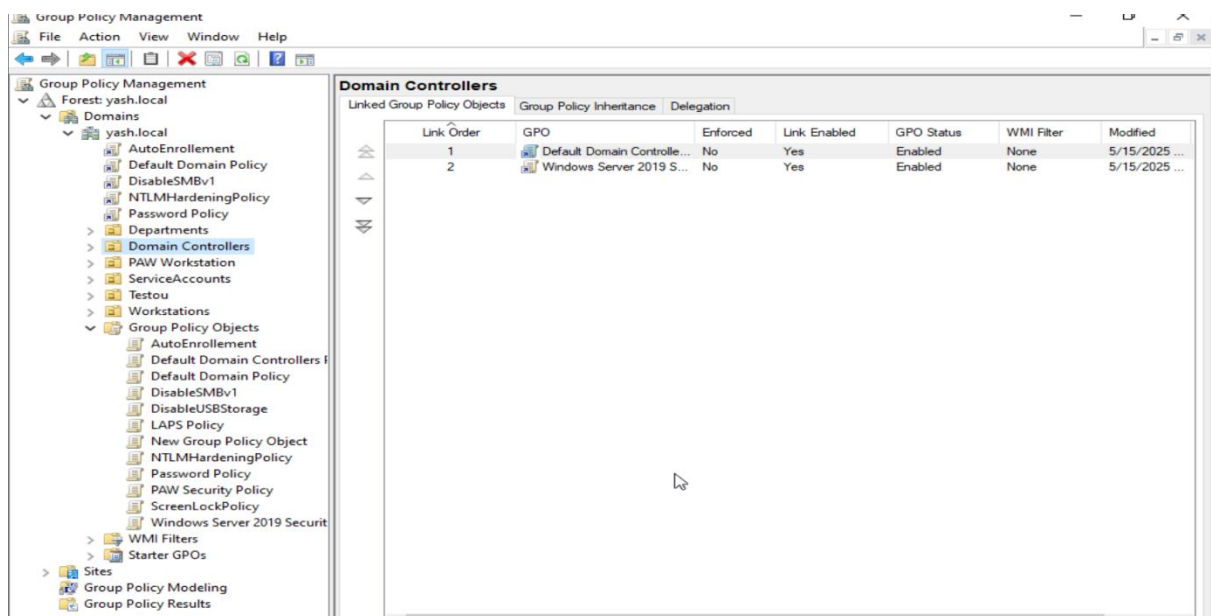 Group Policy Management
File Action View Window Help
Group Policy Management
Forest: yash.local
Domains
yash.local
AutoEnrollement
Default Domain Policy
DisableSMBv1
NTLMHardeningPolicy
Password Policy
Departments
Domain Controllers
PAW Workstation
ServiceAccounts
Testou
Workstations
Group Policy Objects
AutoEnrollement
Default Domain Controllers P
Default Domain Policy
DisableSMBv1
DisableUSBStorage
LAPS Policy
New Group Policy Object
NTLMHardeningPolicy
Password Policy
PAW Security Policy
ScreenLockPolicy
Windows Server 2019 Securit
WMI Filters
Starter GPOs
Sites
Group Policy Modeling
Group Policy Results
Domain Controllers
Linked Group Policy Objects Group Policy Inheritance Delegation
Link Order GPO Enforced Link Enabled GPO Status WMI Filter Modified
1 Default Domain Controlle... No Yes Enabled None 5/15/2025 ...
2 Windows Server 2019 S... No Yes Enabled None 5/15/2025 ...